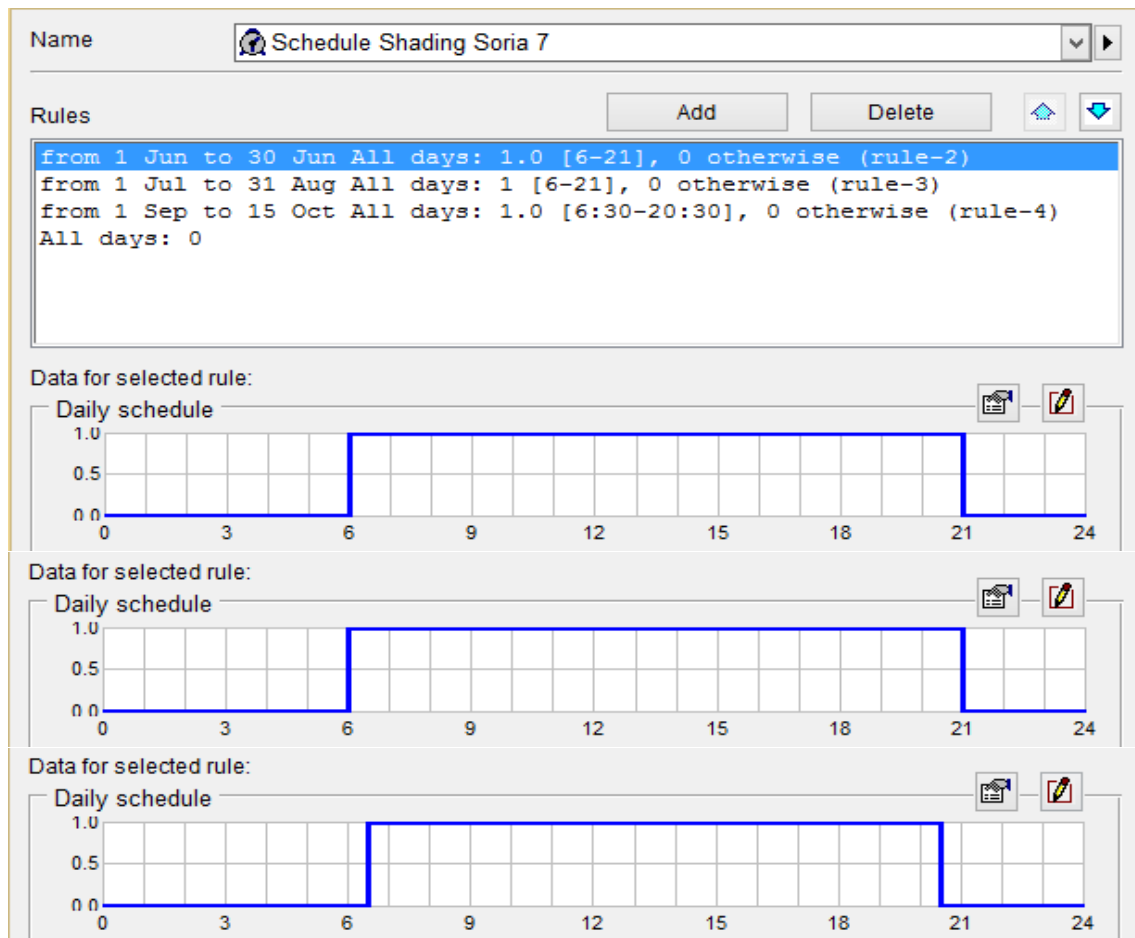 Name Schedule Shading Soria 7
Rules Add Delete
from 1 Jun to 30 Jun All days: 1.0 [6-21], 0 otherwise (rule-2)
from 1 Jul to 31 Aug All days: 1 [6-21], 0 otherwise (rule-3)
from 1 Sep to 15 Oct All days: 1.0 [6:30-20:30], 0 otherwise (rule-4)
All days: 0
Data for selected rule:
Daily schedule
1.0
0.5
0.0
0 3 6 9 12 15 18 21 24
Data for selected rule:
Daily schedule
1.0
0.5
0.0
0 3 6 9 12 15 18 21 24
Data for selected rule:
Daily schedule
1.0
0.5
0.0
0 3 6 9 12 15 18 21 24